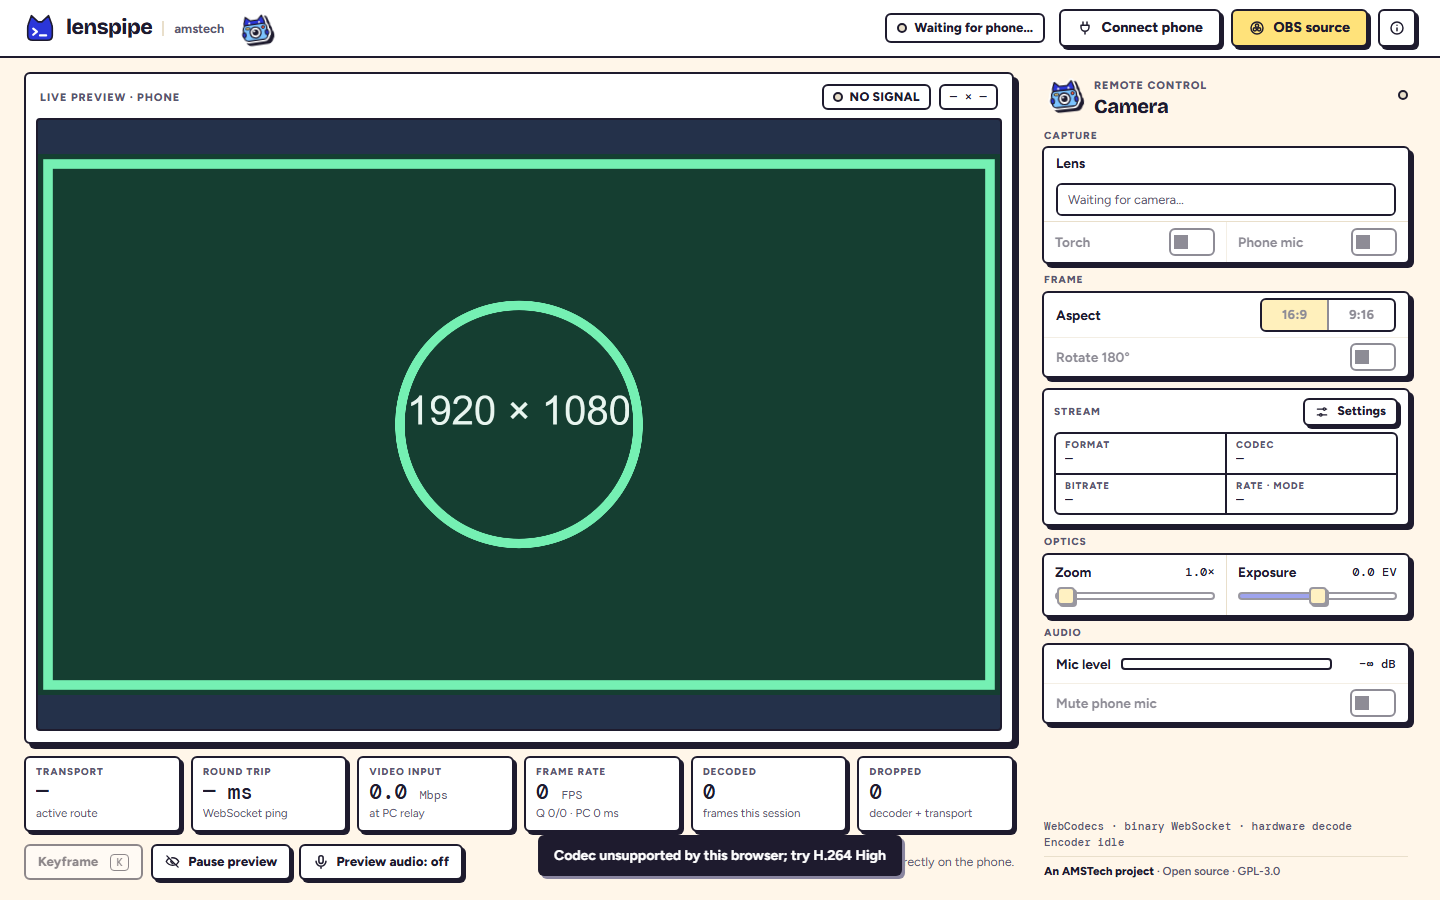 lenspipe
amstech
Waiting for phone...
Connect phone
OBS source
LIVE PREVIEW · PHONE
NO SIGNAL
– × –
1920 × 1080
REMOTE CONTROL
Camera
CAPTURE
Lens
Waiting for camera...
Torch
Phone mic
FRAME
Aspect
16:9
9:16
Rotate 180°
STREAM
Settings
FORMAT
–
CODEC
–
BITRATE
–
RATE · MODE
–
OPTICS
Zoom
1.0×
Exposure
0.0 EV
AUDIO
Mic level
-∞ dB
Mute phone mic
TRANSPORT
–
active route
ROUND TRIP
– ms
WebSocket ping
VIDEO INPUT
0.0 Mbps
at PC relay
FRAME RATE
0 FPS
Q 0/0 · PC 0 ms
DECODED
0
frames this session
DROPPED
0
decoder + transport
Keyframe K
Pause preview
Preview audio: off
Codec unsupported by this browser; try H.264 High
rectly on the phone.
WebCodecs · binary WebSocket · hardware decode
Encoder idle
An AMSTech project · Open source · GPL-3.0